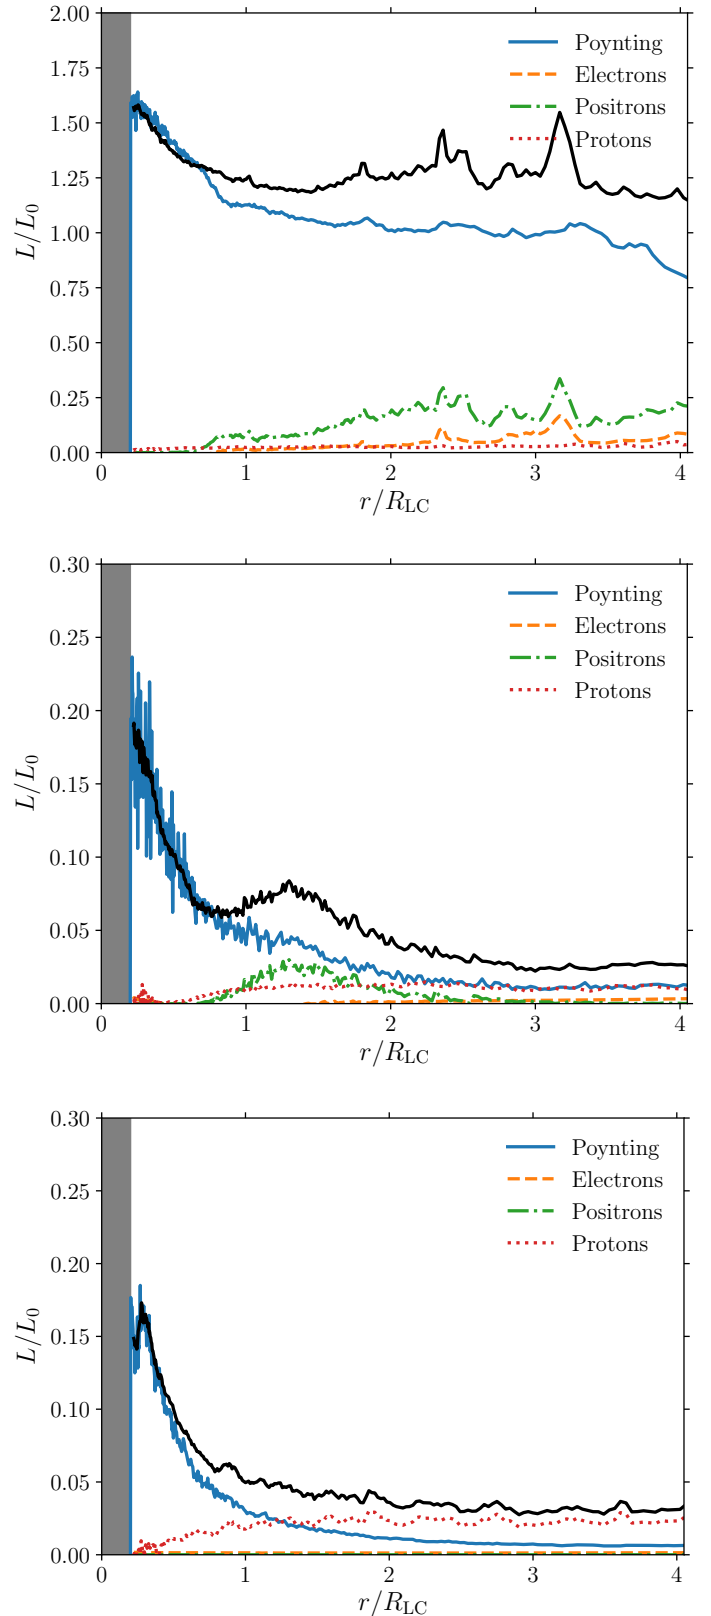 2.00
1.75
1.50
1.25
1.00
0.75
0.50
0.25
0.00
L/L0
0 1 2 3 4
r/RLC
Poynting
Electrons
Positrons
Protons
0.30
0.25
0.20
0.15
0.10
0.05
0.00
L/L0
0 1 2 3 4
r/RLC
Poynting
Electrons
Positrons
Protons
0.30
0.25
0.20
0.15
0.10
0.05
0.00
L/L0
0 1 2 3 4
r/RLC
Poynting
Electrons
Positrons
Protons